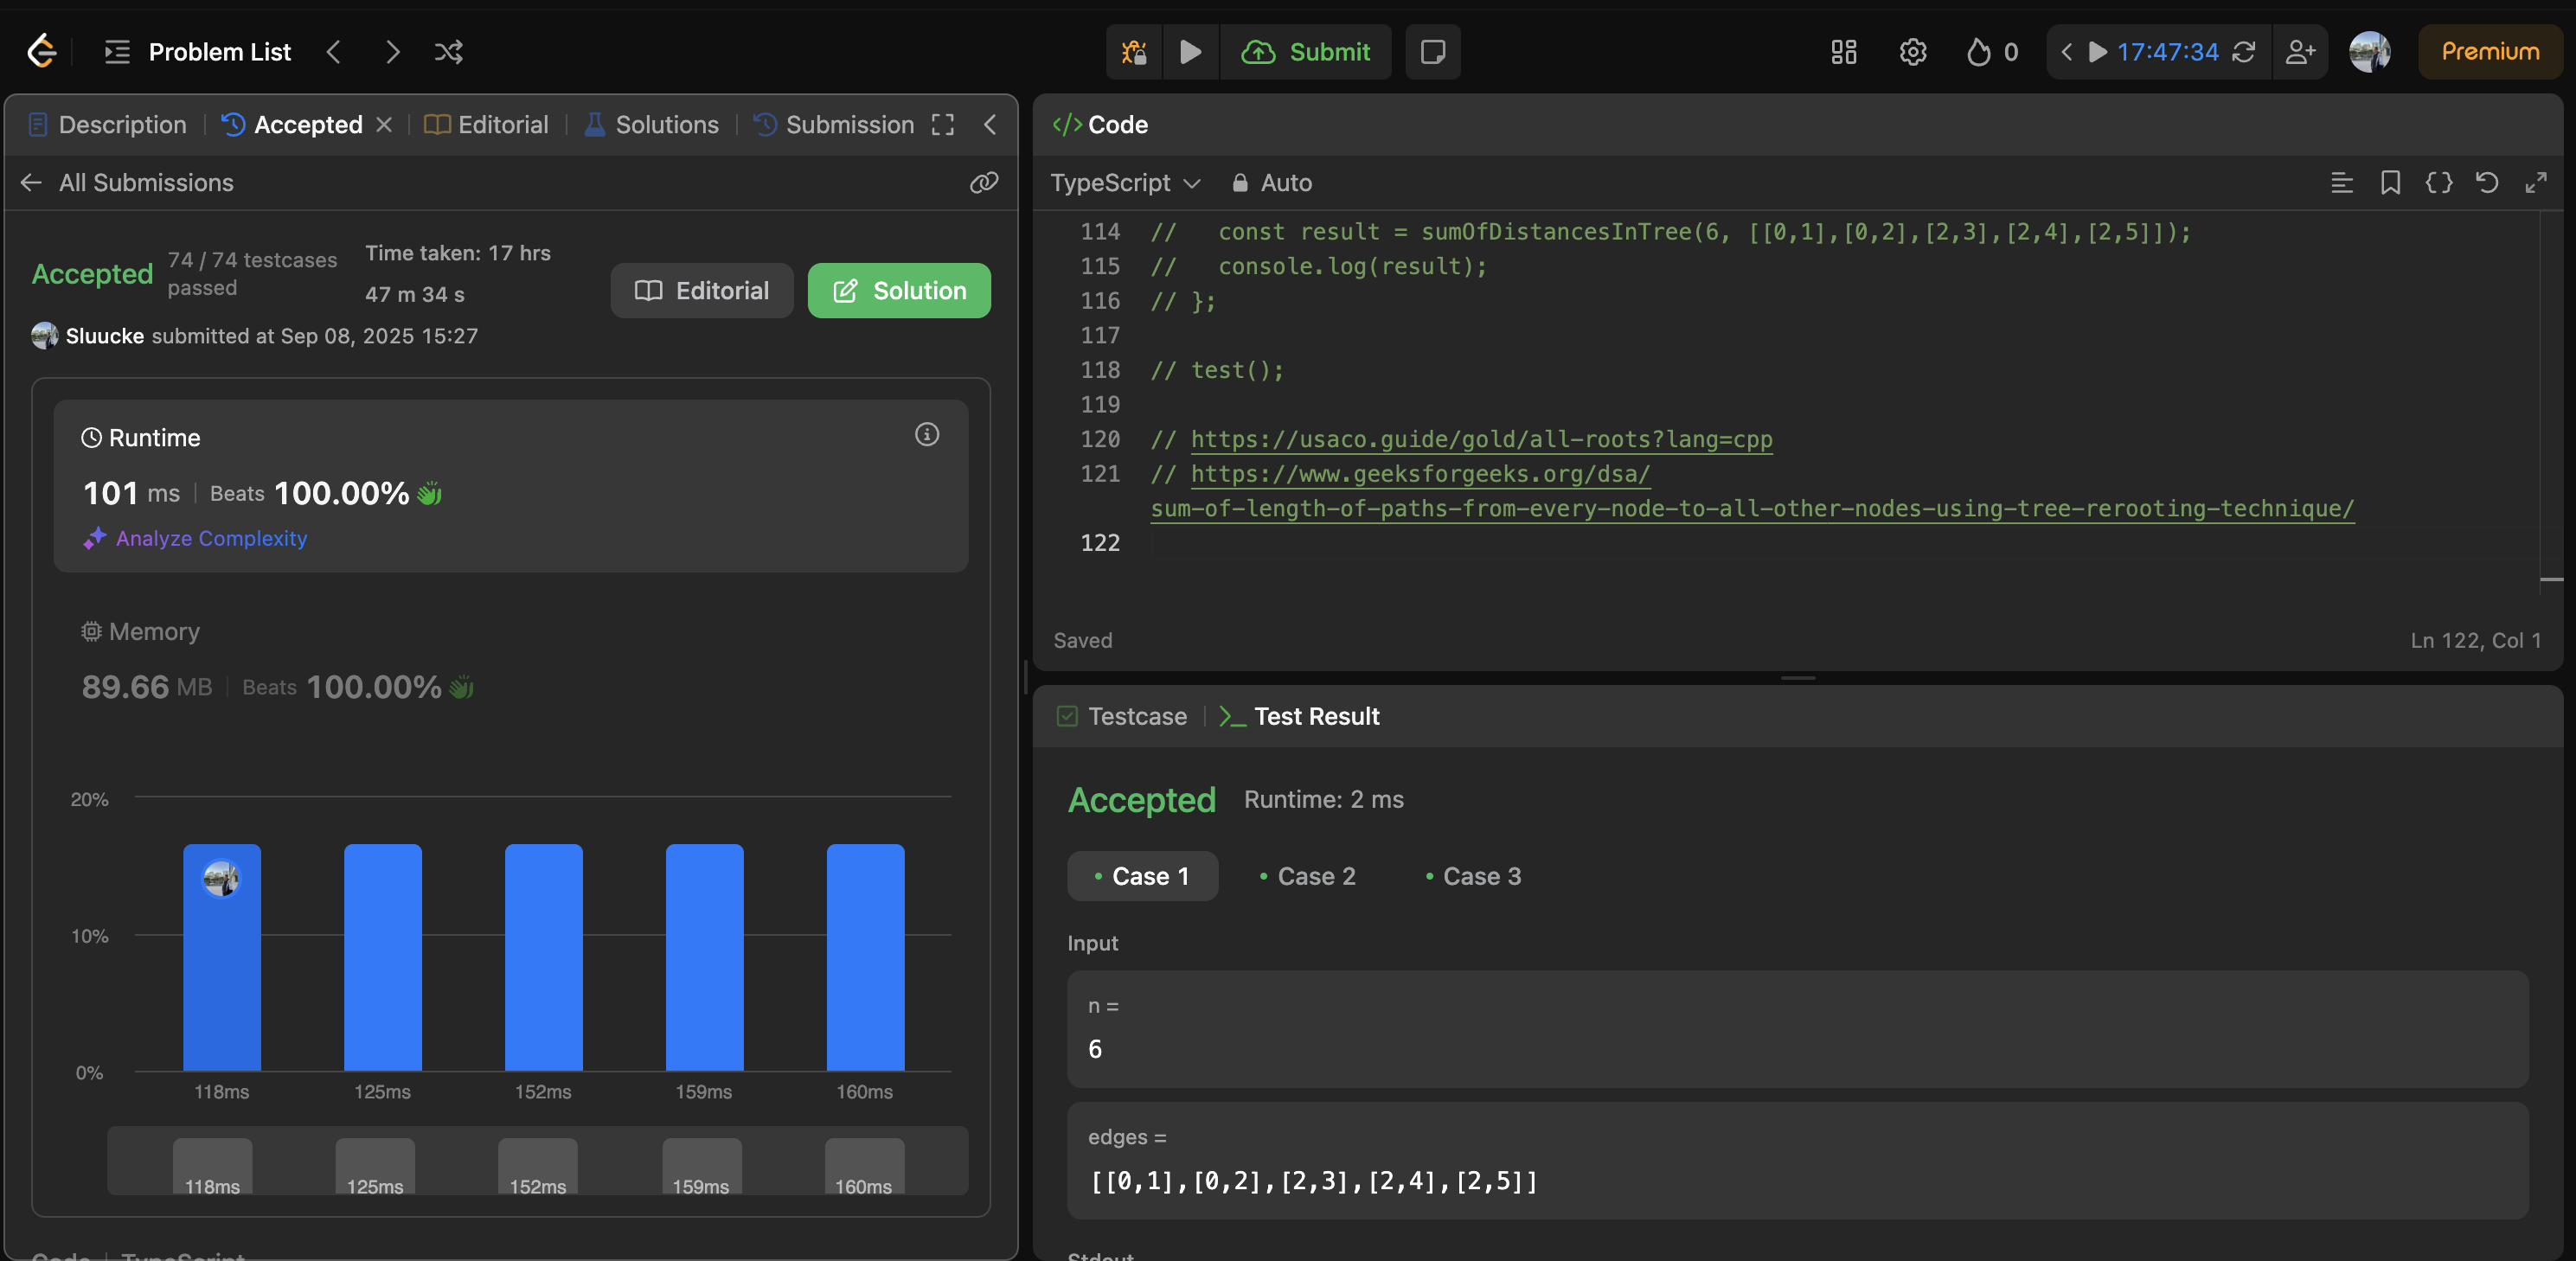 Problem List
Submit
0
17:47:34
Premium
Description
Accepted
Editorial
Solutions
Submission
All Submissions
Accepted
74 / 74 testcases
passed
Time taken: 17 hrs
47 m 34 s
Editorial
Solution
Sluucke submitted at Sep 08, 2025 15:27
Runtime
101 ms
Beats 100.00%
Analyze Complexity
Memory
89.66 MB
Beats 100.00%
20%
10%
0%
118ms
125ms
152ms
159ms
160ms
118ms
125ms
152ms
159ms
160ms
Code
TypeScript
</> Code
TypeScript
Auto
114 //   const result = sumOfDistancesInTree(6, [[0,1],[0,2],[2,3],[2,4],[2,5]]);
115 //   console.log(result);
116 // };
117
118 // test();
119
120 // https://usaco.guide/gold/all-roots?lang=cpp
121 // https://www.geeksforgeeks.org/dsa/
sum-of-length-of-paths-from-every-node-to-all-other-nodes-using-tree-rerooting-technique/
122
Saved
Ln 122, Col 1
Testcase
Test Result
Accepted
Runtime: 2 ms
Case 1
Case 2
Case 3
Input
n =
6
edges =
[[0,1],[0,2],[2,3],[2,4],[2,5]]
Stdout